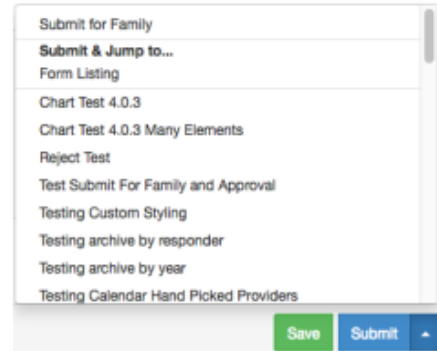 Submit for Family
Submit & Jump to...
Form Listing
Chart Test 4.0.3
Chart Test 4.0.3 Many Elements
Reject Test
Test Submit For Family and Approval
Testing Custom Styling
Testing archive by responder
Testing archive by year
Testing Calendar Hand Picked Providers
Save Submit